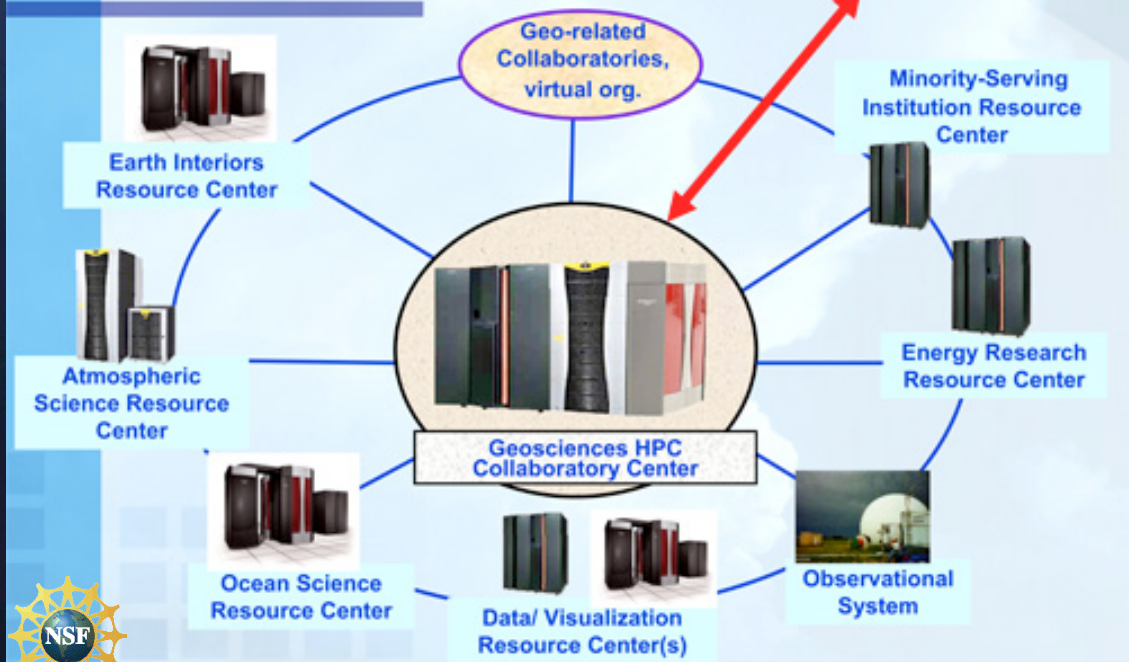 Geo-related
Collaboratories,
virtual org.
Minority-Serving
Institution Resource
Center
Earth Interiors
Resource Center
Energy Research
Resource Center
Atmospheric
Science Resource
Center
Geosciences HPC
Collaboratory Center
Ocean Science
Resource Center
Data/ Visualization
Resource Center(s)
Observational
System
NSF